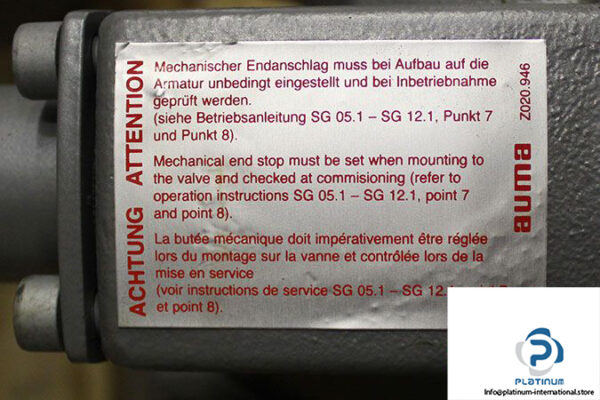 ACHTUNG ATTENTION
Mechanischer Endanschlag muss bei Aufbau auf die
Armatur unbedingt eingestellt und bei Inbetriebnahme
geprüft werden.
(siehe Betriebsanleitung SG 05.1 – SG 12.1, Punkt 7
und Punkt 8).
Mechanical end stop must be set when mounting to
the valve and checked at commisioning (refer to
operation instructions SG 05.1 – SG 12.1, point 7
and point 8).
La butée mécanique doit impérativement être réglée
lors du montage sur la vanne et contrôlée lors de la
mise en service
(voir instructions de service SG 05.1 – SG 12.
et point 8).
Z020.946
auma
PLATINUM
Info@platinum-international.store